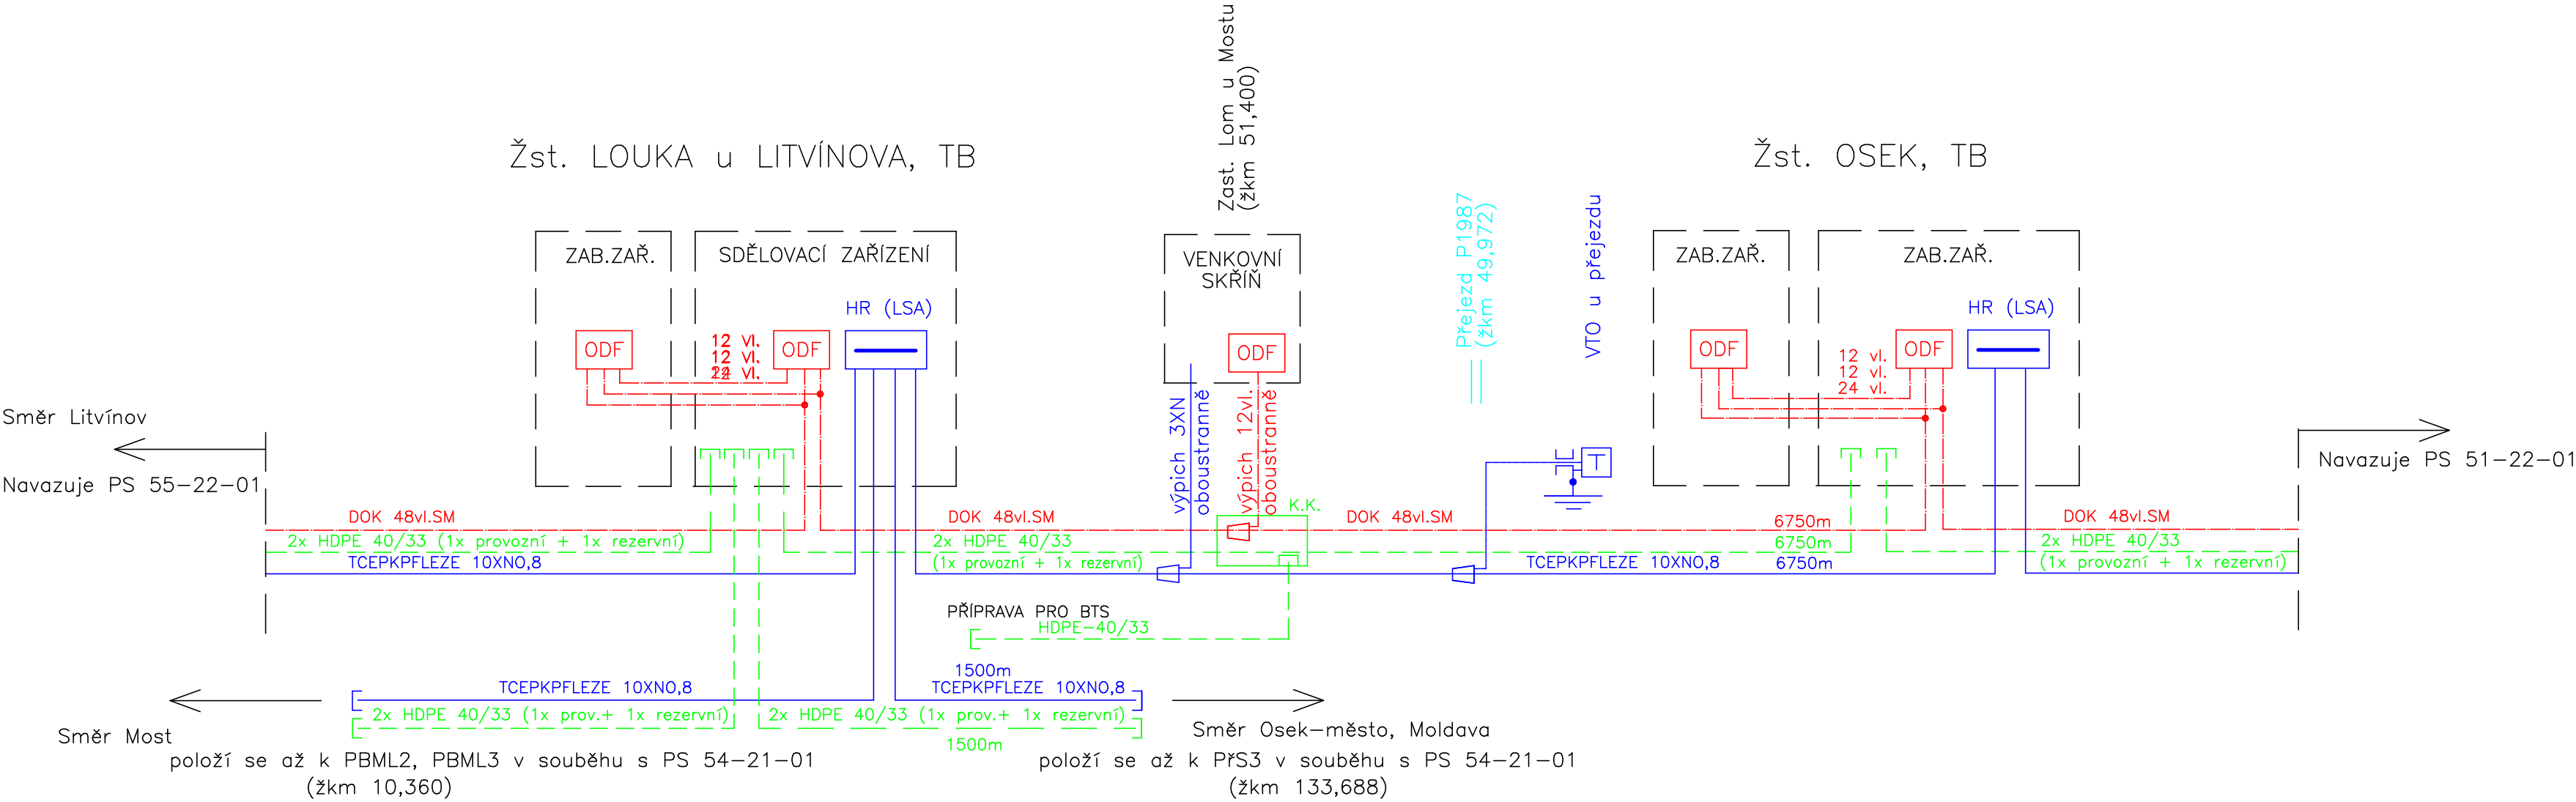 Zast. Lom u Mostu
(žkm 51,400)
Žst. LOUKA u LITVÍNOVA, TB
Žst. OSEK, TB
ZAB.ZAŘ.
SDĚLOVACÍ ZAŘÍZENÍ
VENKOVNÍ
SKŘÍŇ
Přejezd P1987
(žkm 49,972)
VTO u přejezdu
ZAB.ZAŘ.
ZAB.ZAŘ.
HR (LSA)
HR (LSA)
ODF
12 Vl.
12 Vl.
ODF
ODF
ODF
12 vl.
12 vl.
24 vl.
ODF
Směr Litvínov
Navazuje PS 55-22-01
výpich 3XN
oboustranně
výpich 12vl.
oboustranně
T
Navazuje PS 51-22-01
K.K.
DOK 48vl.SM
DOK 48vl.SM
DOK 48vl.SM
6750m
DOK 48vl.SM
2x HDPE 40/33 (1x provozní + 1x rezervní)
2x HDPE 40/33
(1x provozní + 1x rezervní)
6750m
2x HDPE 40/33
(1x provozní + 1x rezervní)
TCEPKPFLEZE 10XN0,8
TCEPKPFLEZE 10XN0,8
6750m
PŘÍPRAVA PRO BTS
HDPE-40/33
1500m
TCEPKPFLEZE 10XN0,8
TCEPKPFLEZE 10XN0,8
2x HDPE 40/33 (1x prov.+ 1x rezervní)
2x HDPE 40/33 (1x prov.+ 1x rezervní)
1500m
Směr Most
položí se až k PBML2, PBML3 v souběhu s PS 54-21-01
(žkm 10,360)
Směr Osek-město, Moldava
položí se až k PřS3 v souběhu s PS 54-21-01
(žkm 133,688)